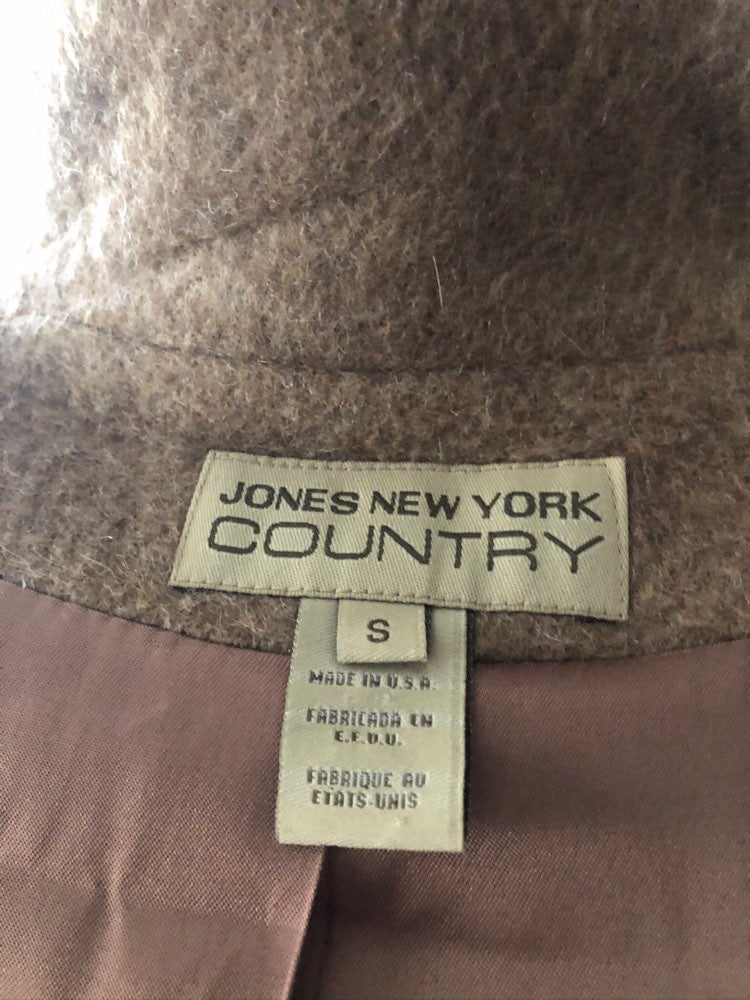 JONES NEW YORK
COUNTRY
S
MADE IN U.S.A.
FABRICADA EN
E.E.U.U.
FABRIQUE AU
ETATS-UNIS